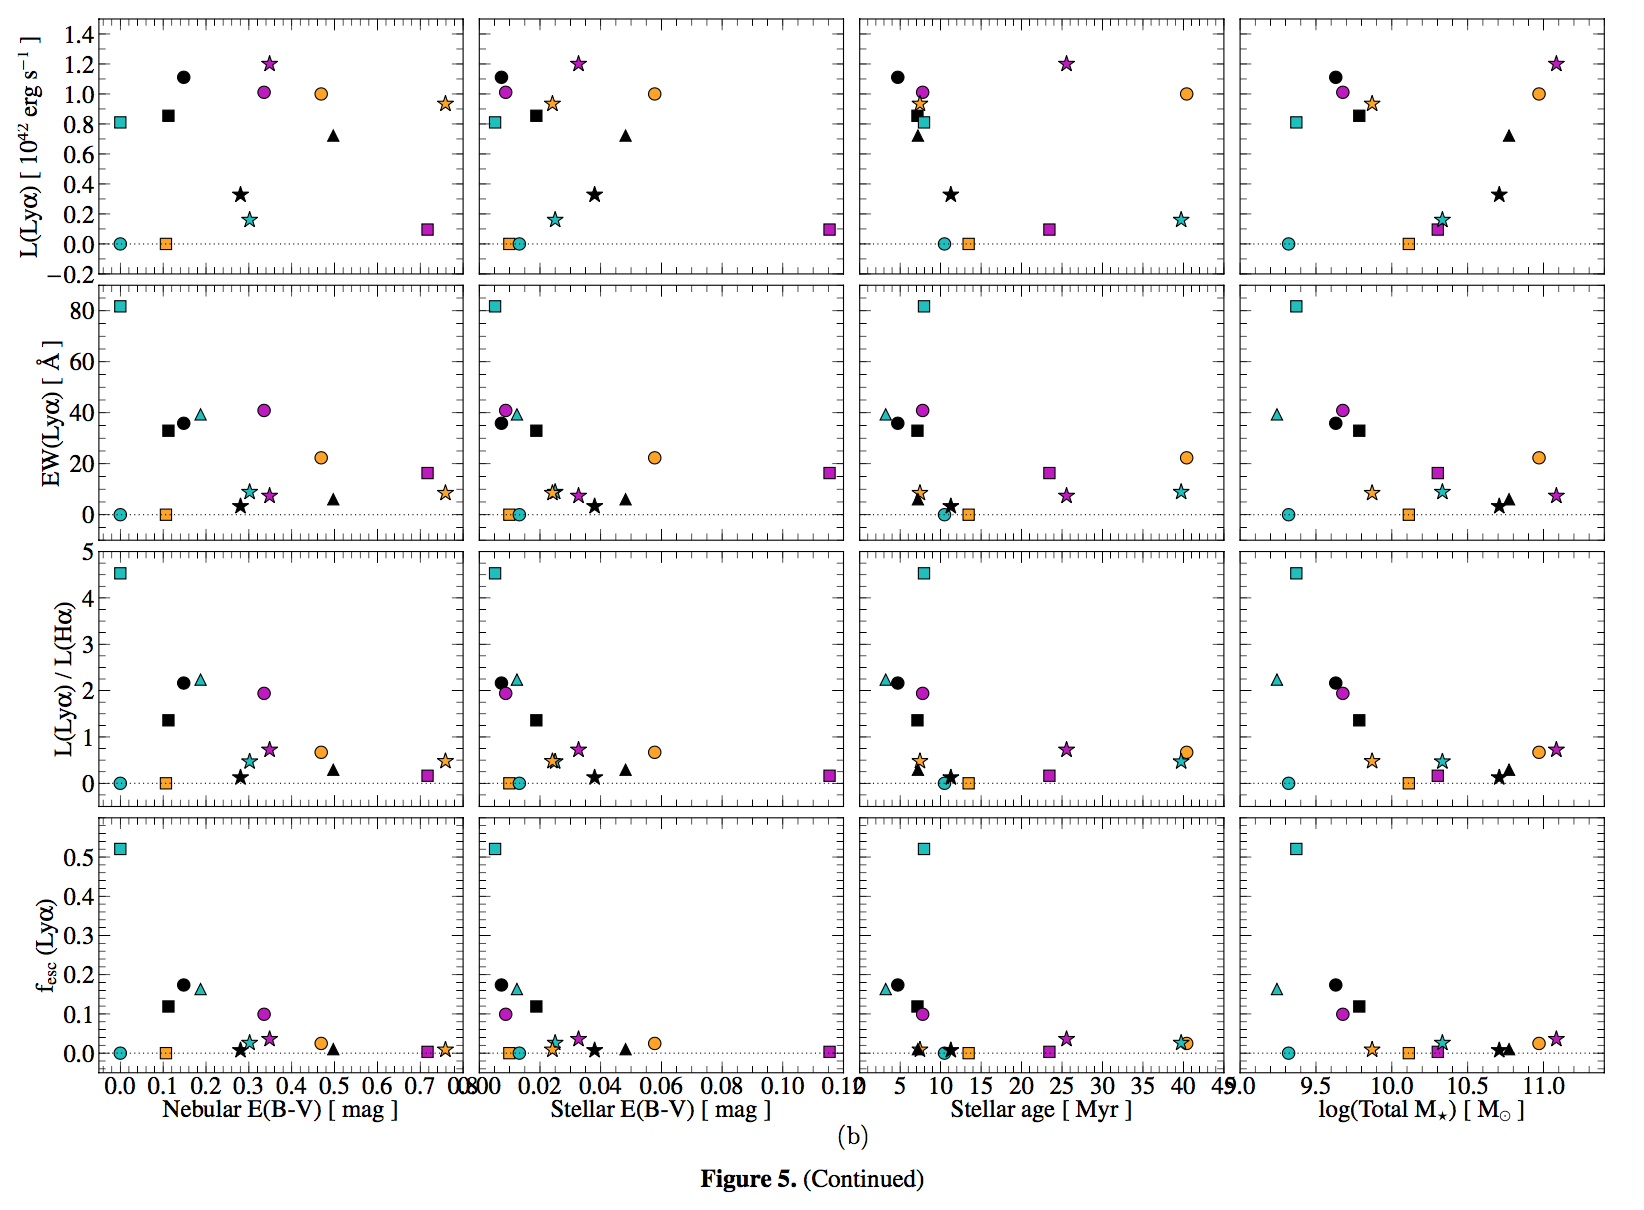 L(Lyα) [ 10⁴² erg s⁻¹ ]
1.4
1.2
1.0
0.8
0.6
0.4
0.2
0.0
−0.2
EW(Lyα) [ Å ]
80
60
40
20
0
L(Lyα) / L(Hα)
5
4
3
2
1
0
fesc (Lyα)
0.5
0.4
0.3
0.2
0.1
0.0
0.0 0.1 0.2 0.3 0.4 0.5 0.6 0.7 0.8
0.00 0.02 0.04 0.06 0.08 0.10 0.12
0 5 10 15 20 25 30 35 40 45
9.0 9.5 10.0 10.5 11.0
Nebular E(B-V) [ mag ]
Stellar E(B-V) [ mag ]
Stellar age [ Myr ]
log(Total M⋆) [ M⊙ ]
(b)
Figure 5. (Continued)